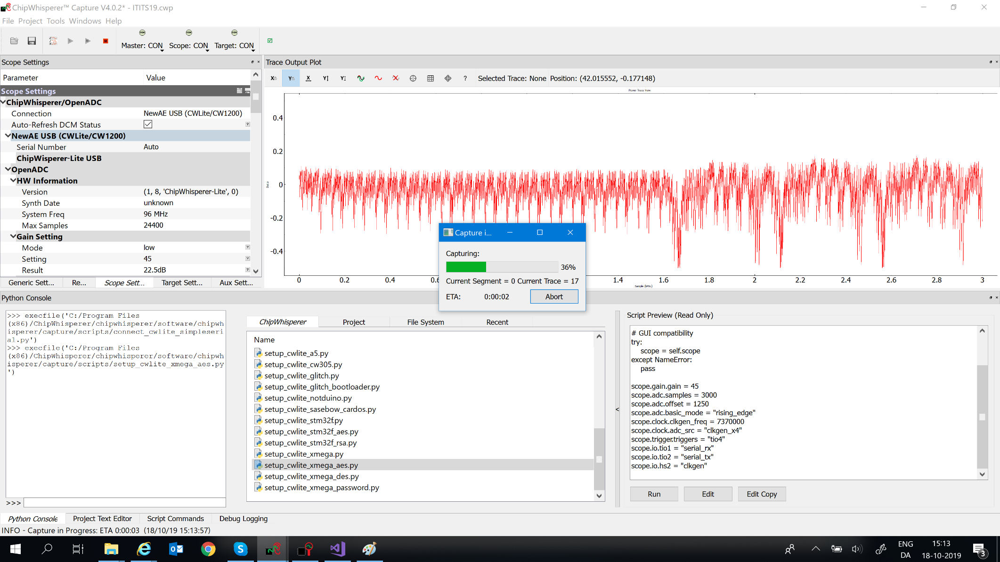 ChipWhisperer™ Capture V4.0.2* - ITITS19.cwp
File Project Tools Windows Help
CON CON CON
Master: CON Scope: CON Target: CON
Scope Settings
Parameter Value
Scope Settings
ChipWhisperer/OpenADC
Connection NewAE USB (CWLite/CW1200)
Auto-Refresh DCM Status ?
NewAE USB (CWLite/CW1200)
Serial Number Auto
ChipWisperer-Lite USB
OpenADC
HW Information
Version (1, 8, 'ChipWhisperer-Lite', 0)
Synth Date unknown
System Freq 96 MHz
Max Samples 24400
Gain Setting
Mode low ?
Setting 45 ?
Result 22.5dB ?
Generic Sett... Re... Scope Sett... Target Sett... Aux Sett...
Trace Output Plot
X Y X Y Y ? Selected Trace: None Position: (42.015552, -0.177148)
Power Trace View
0.4
0.2
0
-0.2
-0.4
Data
0 0.2 0.4 0.6 1.4 1.6 1.8 2 2.2 2.4 2.6 2.8 3
Sample (kPts.)
Capture i...
Capturing:
36%
Current Segment = 0 Current Trace = 17
ETA: 0:00:02 Abort
Python Console
>>> execfile('C:/Program Files
(x86)/ChipWhisperer/chipwhisperer/software/chipwh
isperer/capture/scripts/connect_cwlite_simpleseri
al.py')
>>> execfile('C:/Program Files
(x86)/ChipWhisperer/chipwhisperer/software/chipwh
isperer/capture/scripts/setup_cwlite_xmega_aes.py
')
>>>
ChipWhisperer Project File System Recent
Name
setup_cwlite_a5.py
setup_cwlite_cw305.py
setup_cwlite_glitch.py
setup_cwlite_glitch_bootloader.py
setup_cwlite_notduino.py
setup_cwlite_sasebow_cardos.py
setup_cwlite_stm32f.py
setup_cwlite_stm32f_aes.py
setup_cwlite_stm32f_rsa.py
setup_cwlite_xmega.py
setup_cwlite_xmega_aes.py
setup_cwlite_xmega_des.py
setup_cwlite_xmega_password.py
<
Script Preview (Read Only)
# GUI compatibility
try:
scope = self.scope
except NameError:
pass
scope.gain.gain = 45
scope.adc.samples = 3000
scope.adc.offset = 1250
scope.adc.basic_mode = "rising_edge"
scope.clock.clkgen_freq = 7370000
scope.clock.adc_src = "clkgen_x4"
scope.trigger.triggers = "tio4"
scope.io.tio1 = "serial_rx"
scope.io.tio2 = "serial_tx"
scope.io.hs2 = "clkgen"
Run Edit Edit Copy
Python Console Project Text Editor Script Commands Debug Logging
INFO - Capture in Progress: ETA 0:00:03 (18/10/19 15:13:57)
ENG
DA
15:13
18-10-2019
3